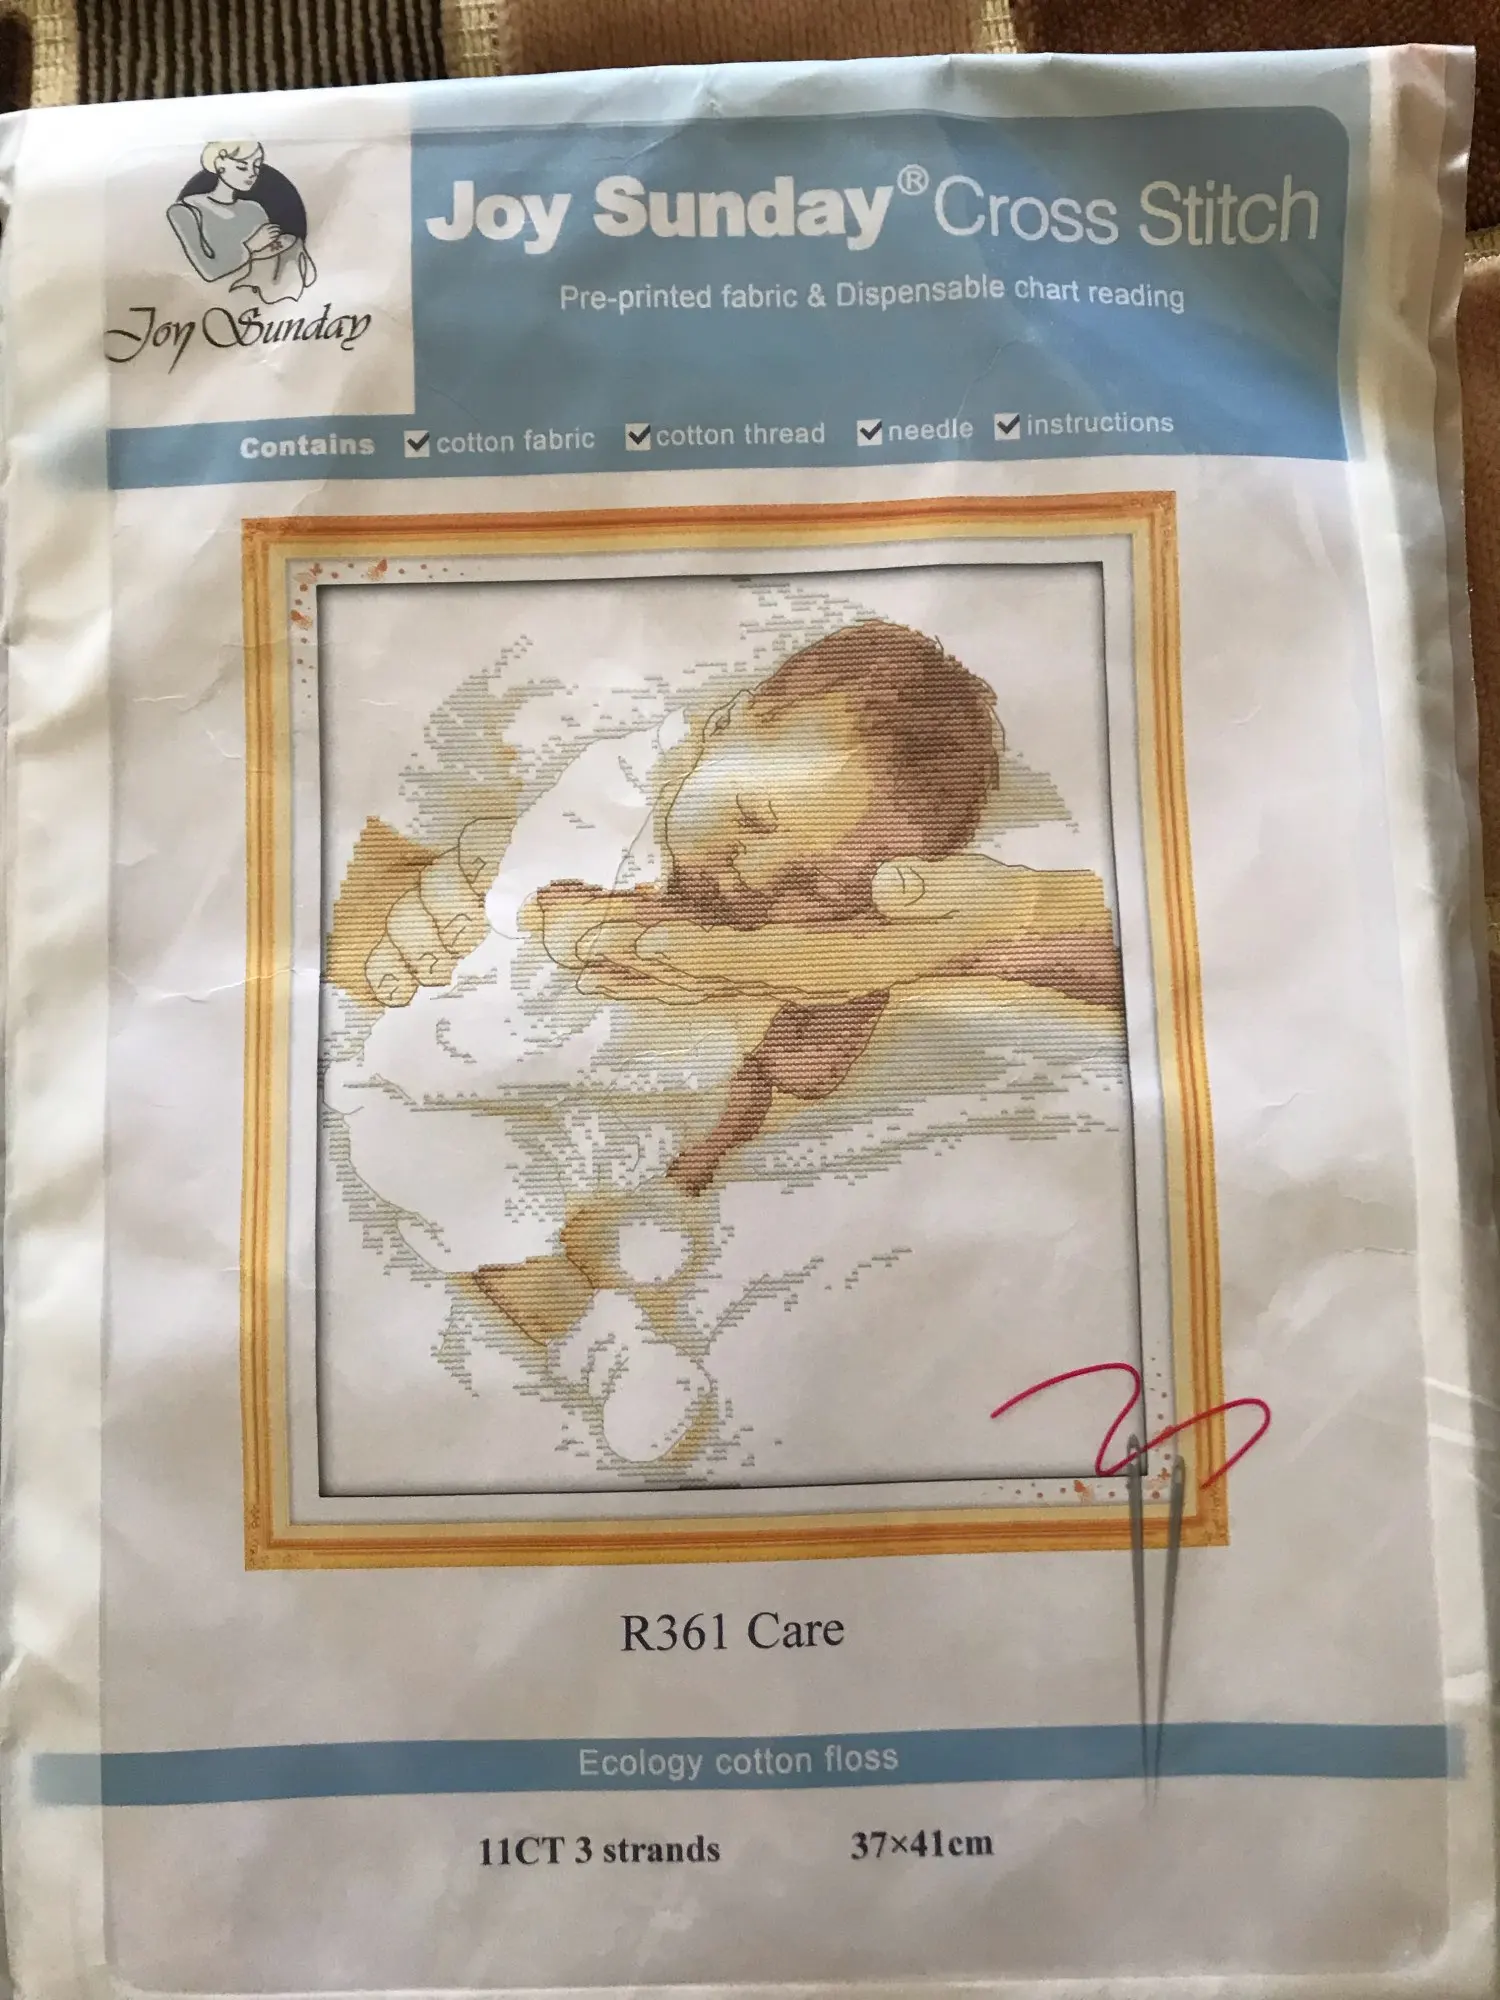 Joy Sunday
Joy Sunday® Cross Stitch
Pre-printed fabric & Dispensable chart reading
Contains cotton fabric cotton thread needle instructions
R361 Care
Ecology cotton floss
11CT 3 strands 37×41cm